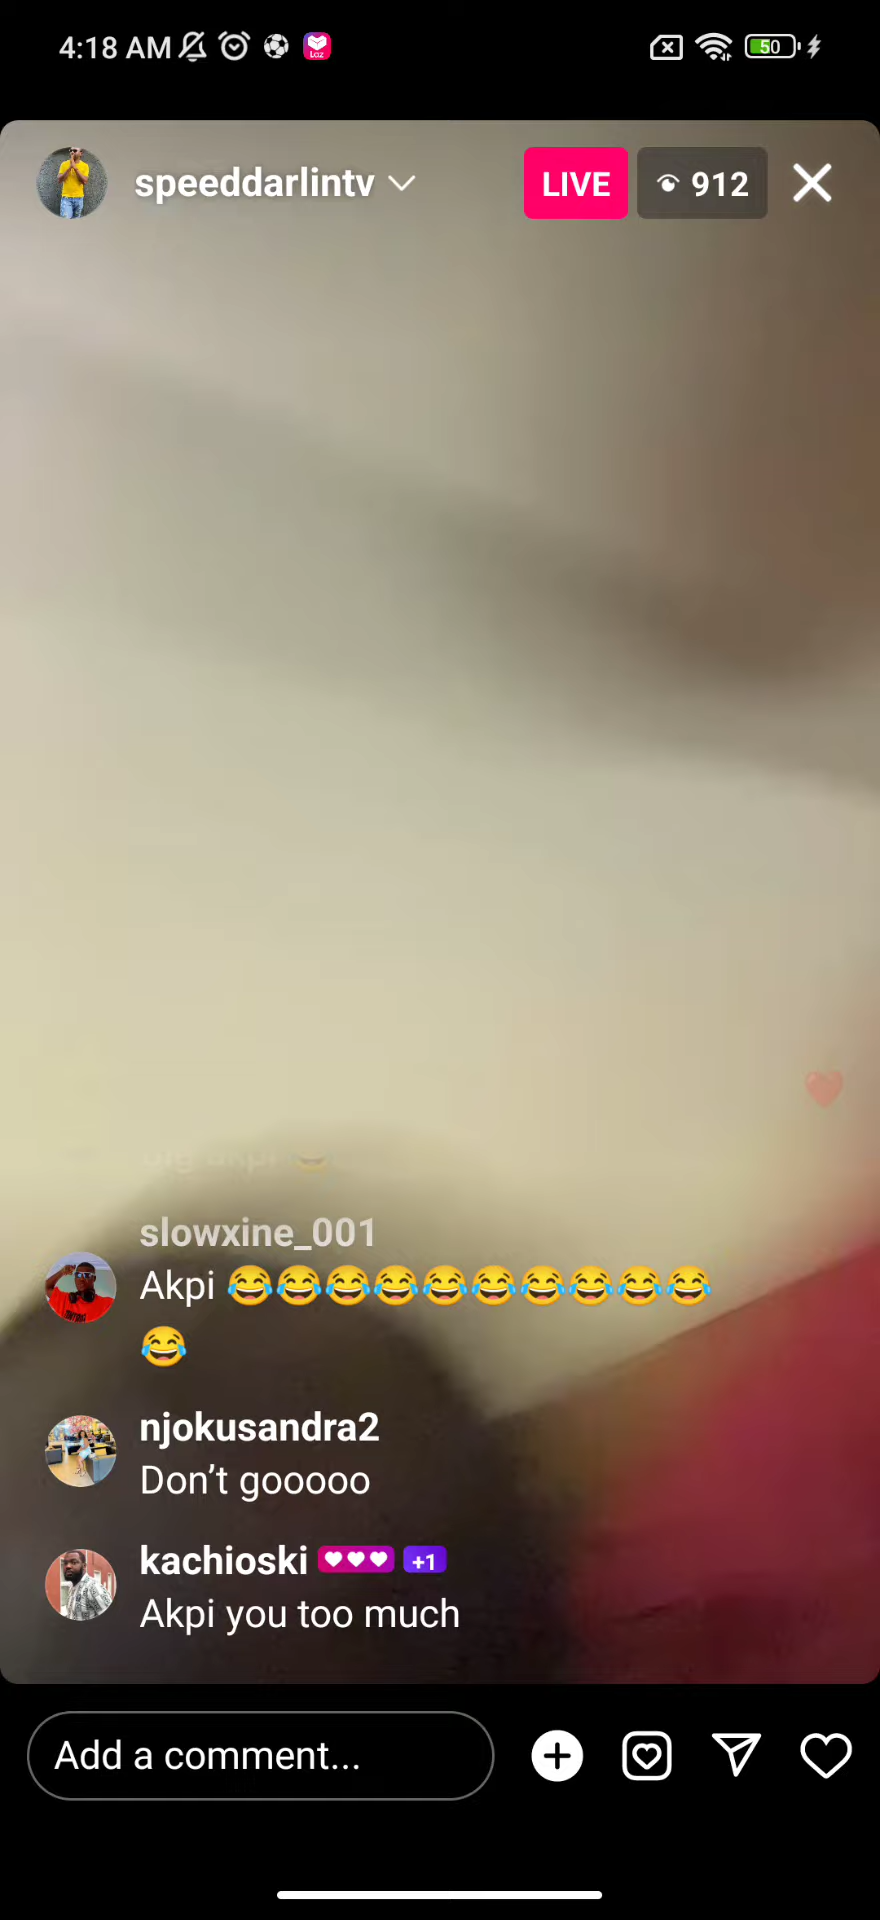 4:18 AM
Laz
50
speeddarlintv
LIVE
912
slowxine_001
Akpi 😂😂😂😂😂😂😂😂😂😂
😂
njokusandra2
Don’t gooooo
kachioski +1
Akpi you too much
Add a comment...